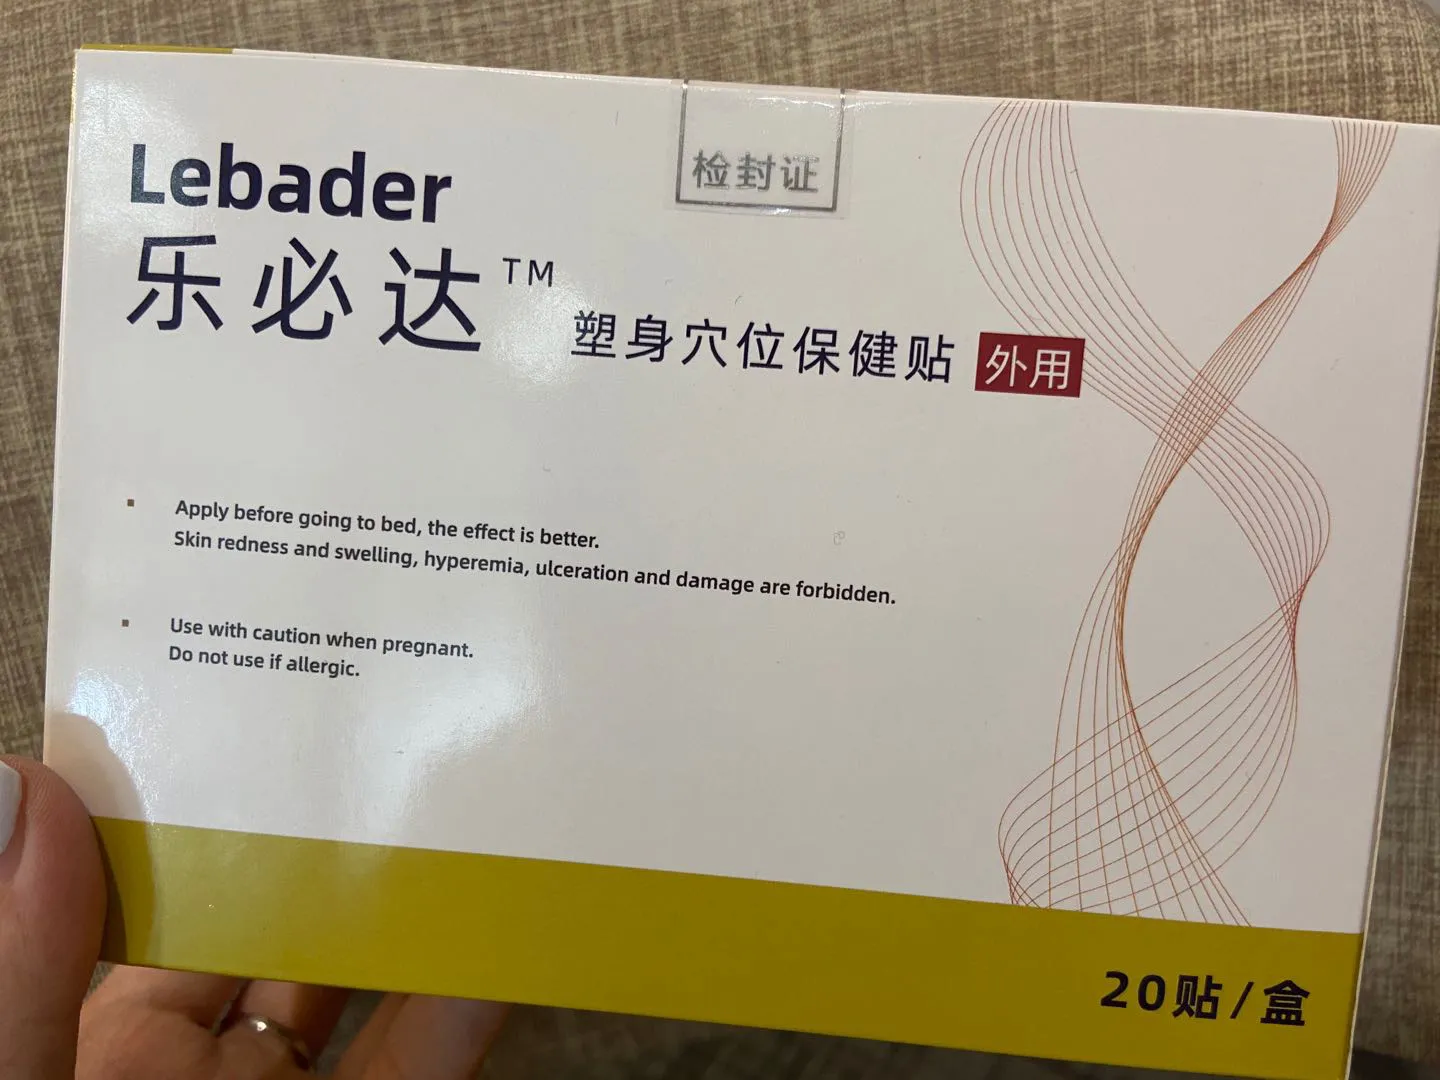 检封证
Lebader
乐必达™
塑身穴位保健贴 外用
Apply before going to bed, the effect is better.
Skin redness and swelling, hyperemia, ulceration and damage are forbidden.
Use with caution when pregnant.
Do not use if allergic.
20贴/盒